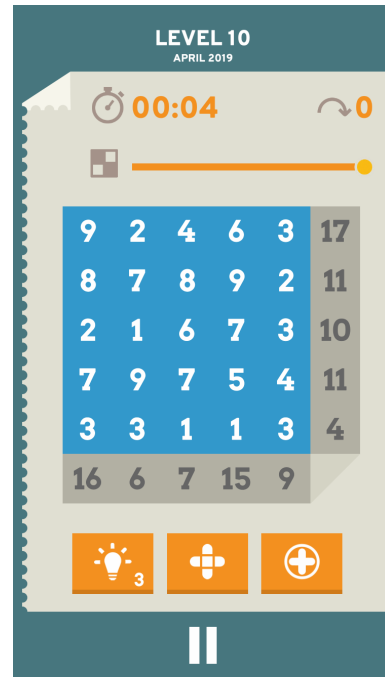 LEVEL 10
APRIL 2019
00:04 0
9 2 4 6 3 17
8 7 8 9 2 11
2 1 6 7 3 10
7 9 7 5 4 11
3 3 1 1 3 4
16 6 7 15 9
3